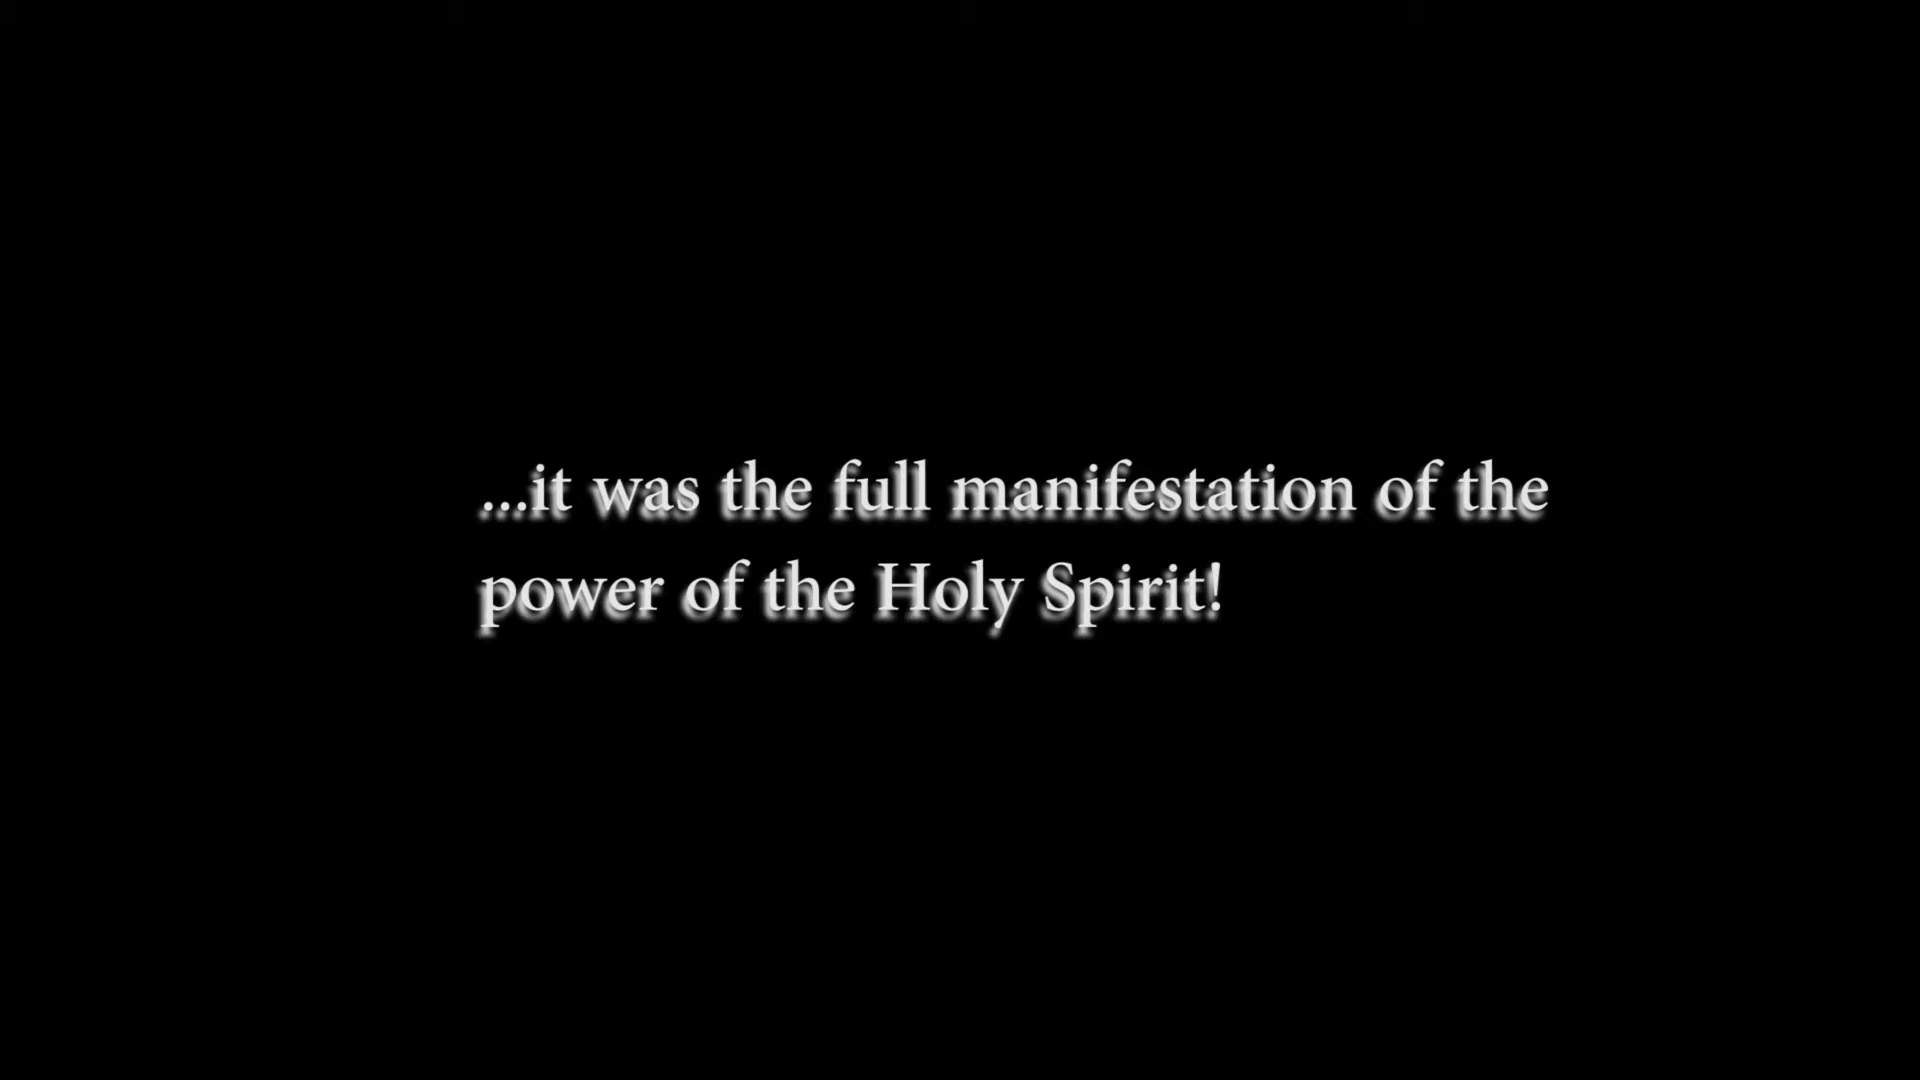 ...it was the full manifestation of the
power of the Holy Spirit!